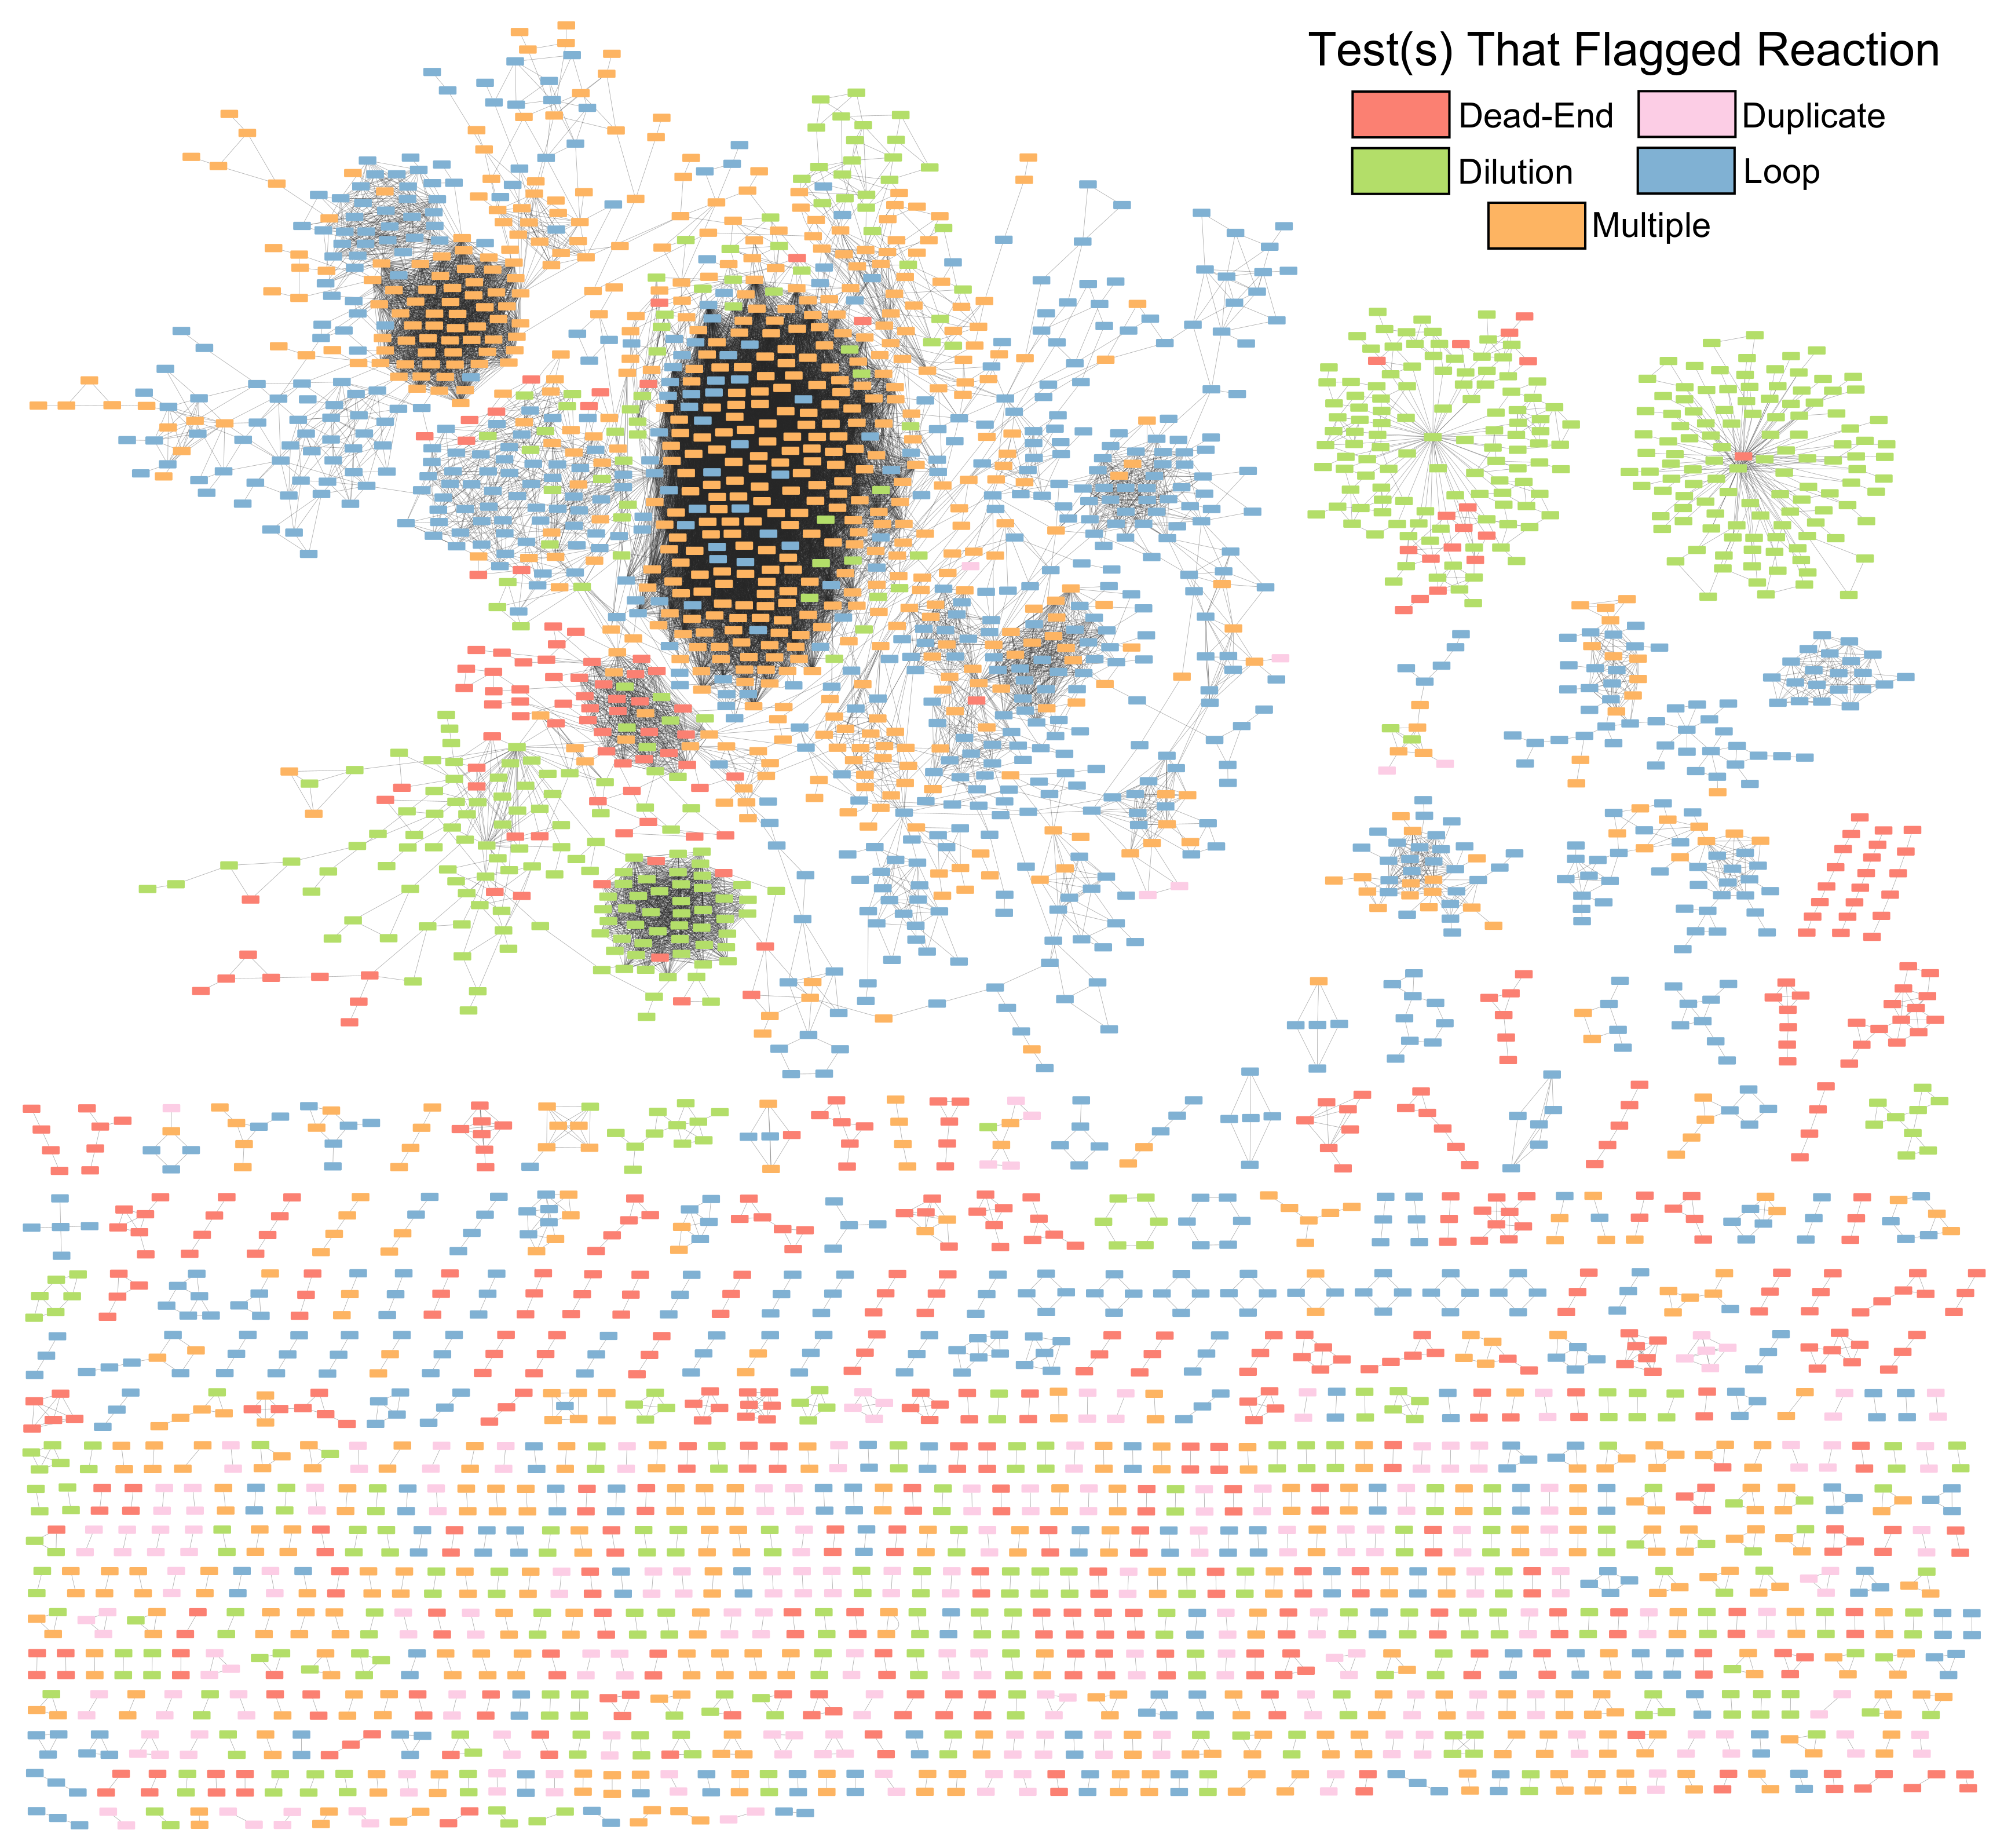 Test(s) That Flagged Reaction
Dead-End
Duplicate
Dilution
Loop
Multiple